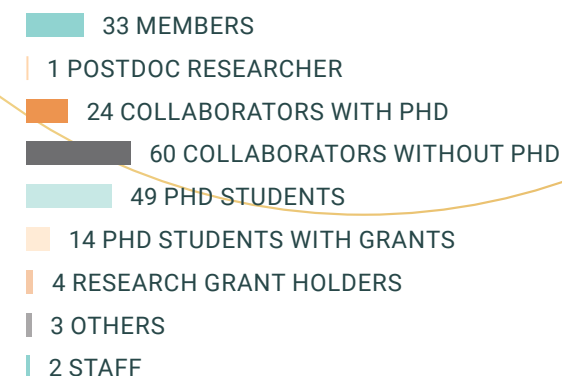 33 MEMBERS
1 POSTDOC RESEARCHER
24 COLLABORATORS WITH PHD
60 COLLABORATORS WITHOUT PHD
49 PHD STUDENTS
14 PHD STUDENTS WITH GRANTS
4 RESEARCH GRANT HOLDERS
3 OTHERS
2 STAFF